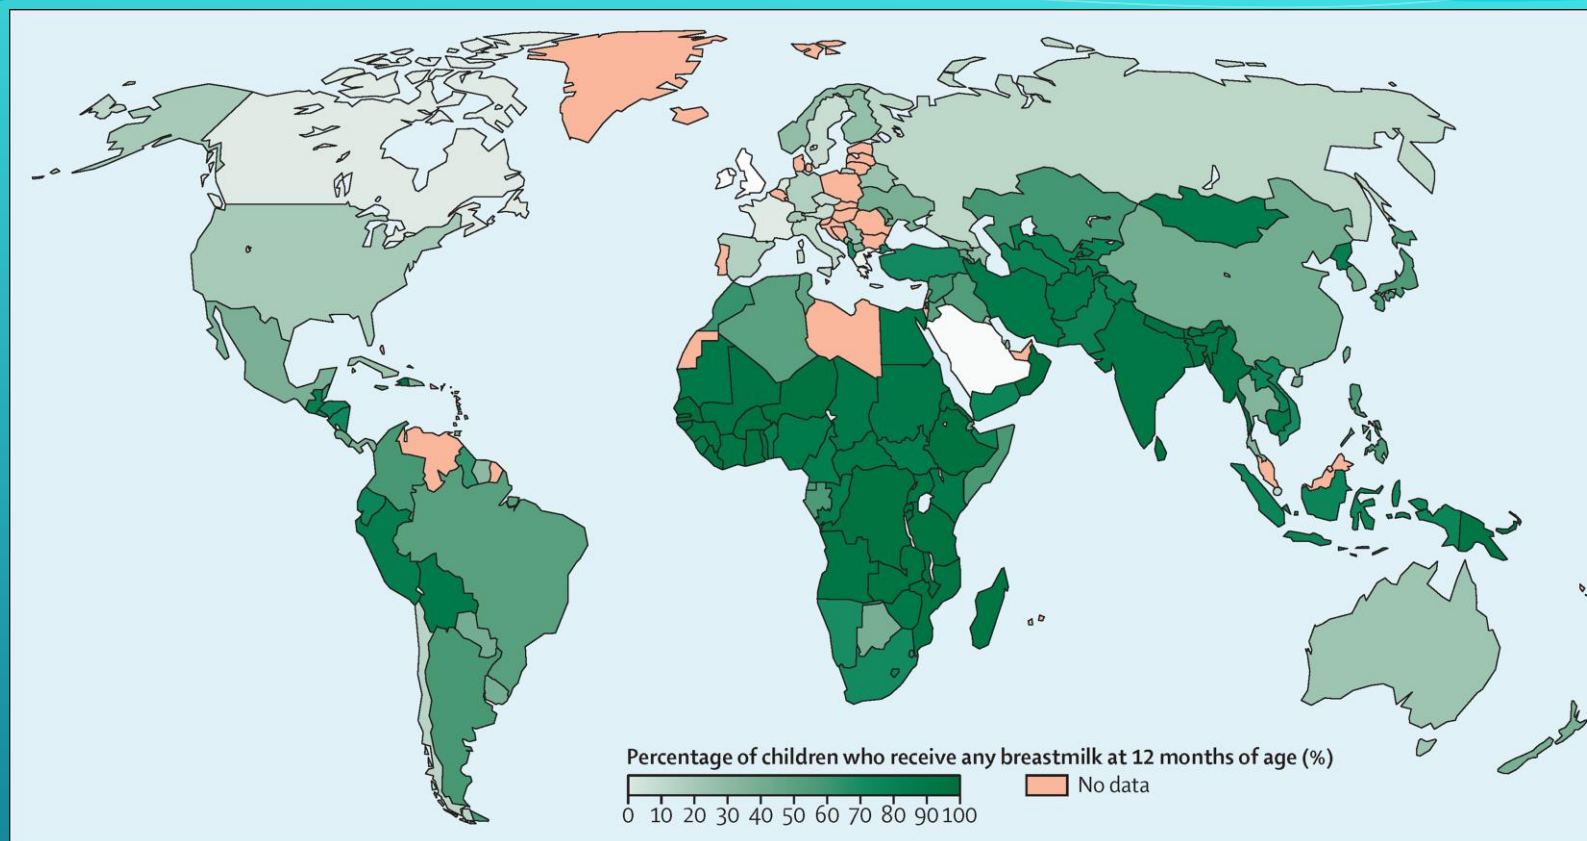 Percentage of children who receive any breastmilk at 12 months of age (%)
No data
0 10 20 30 40 50 60 70 80 90 100